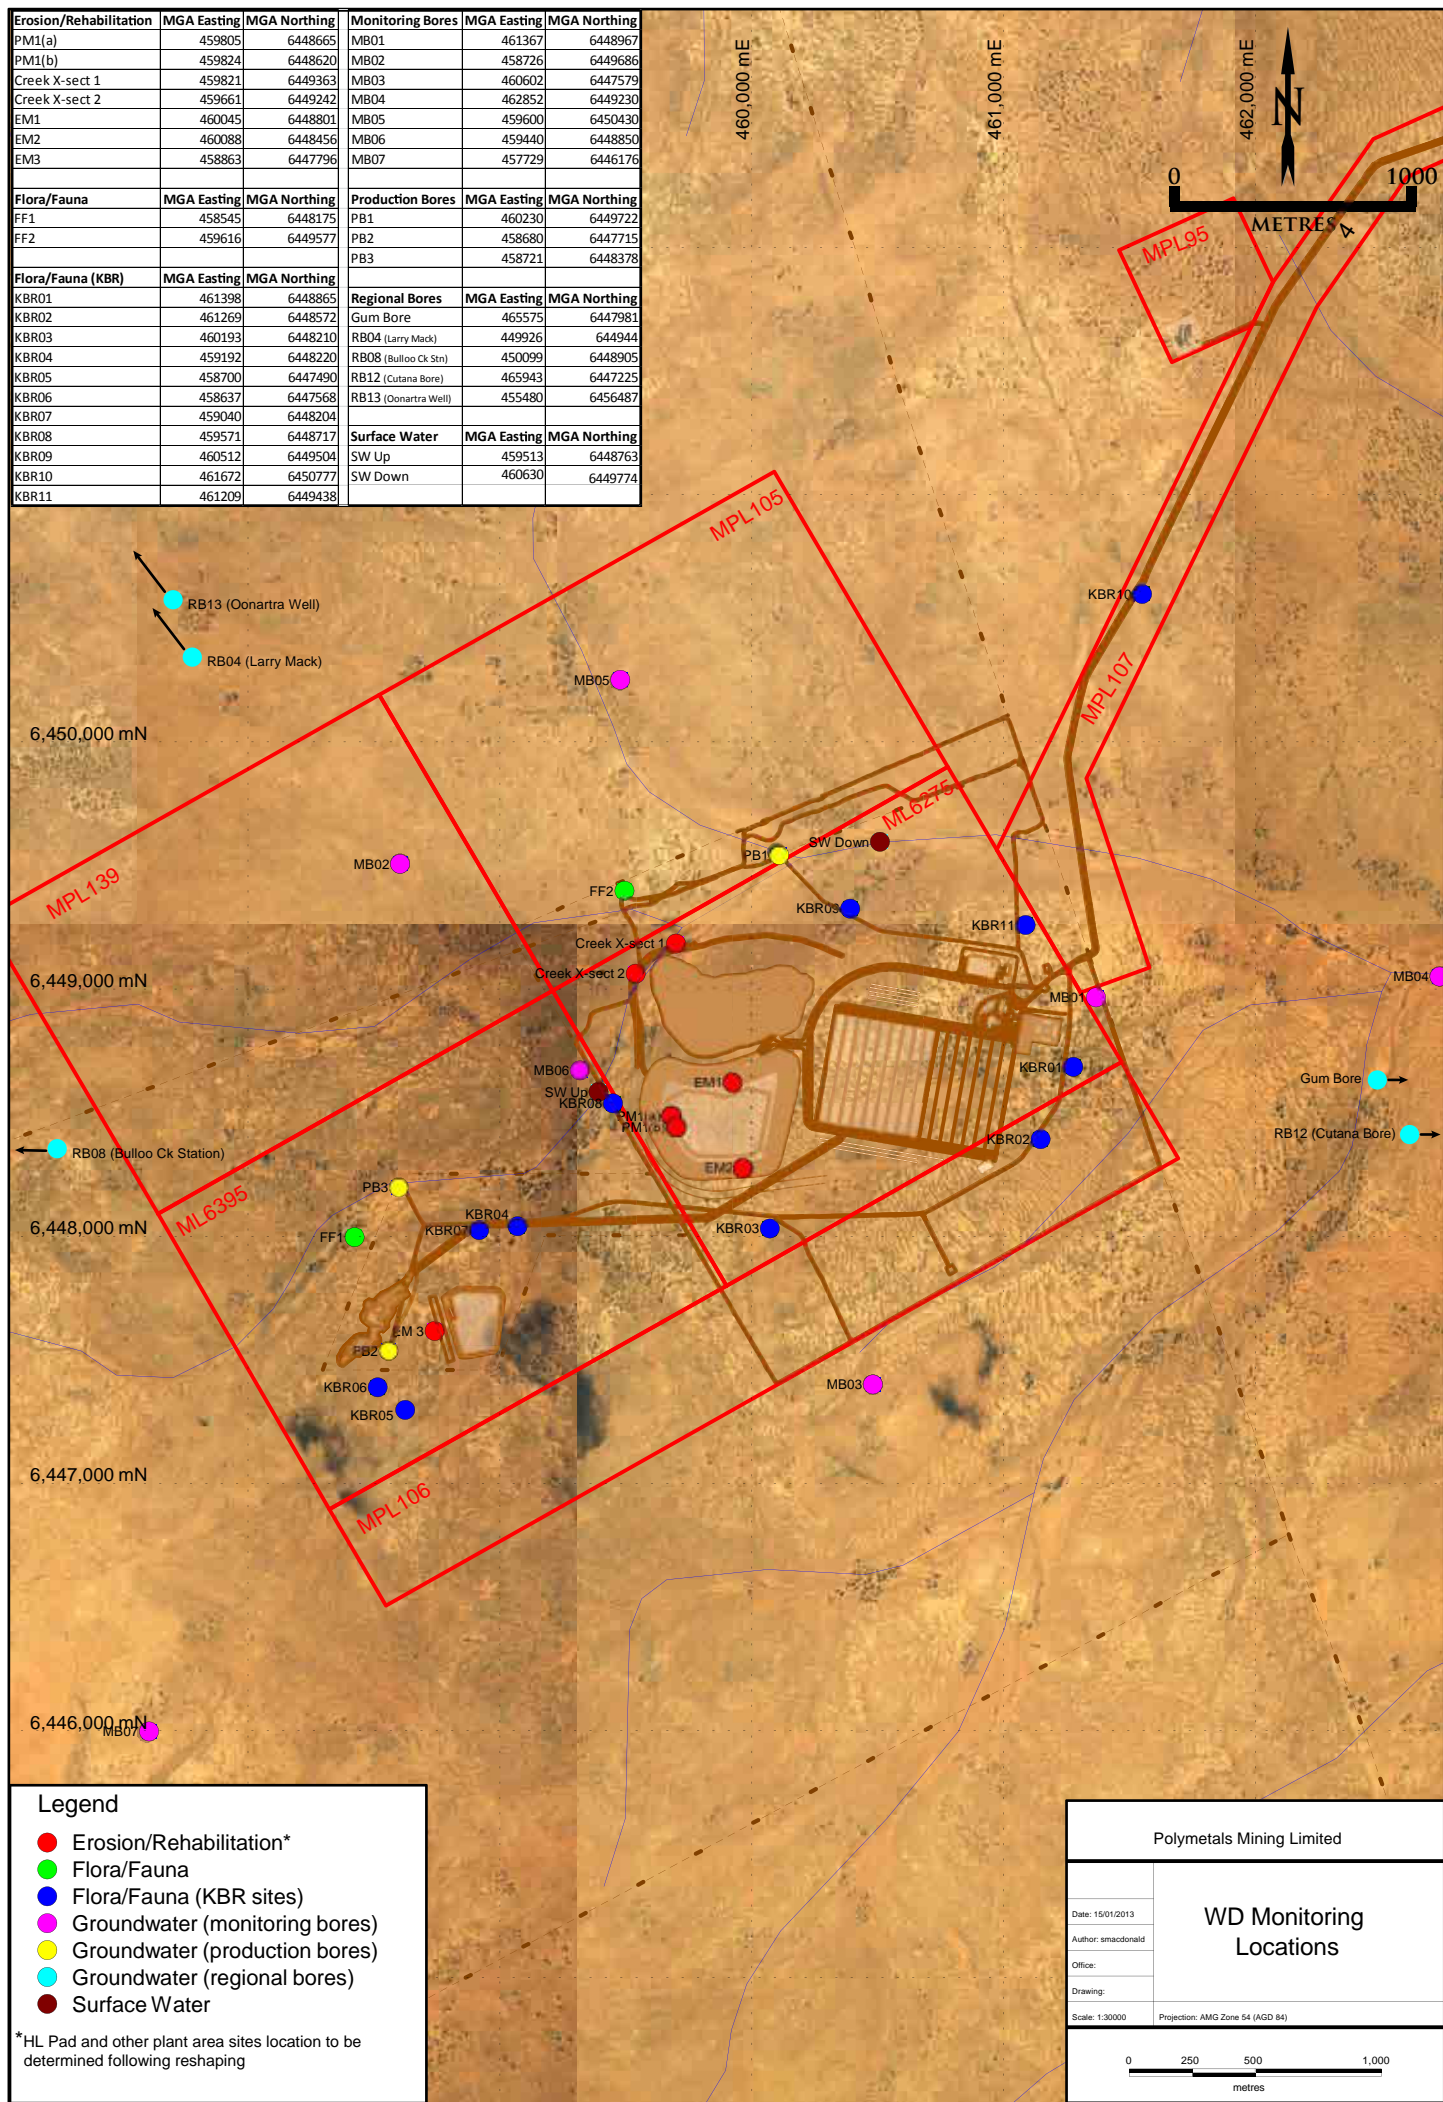 Erosion/Rehabilitation MGA Easting MGA Northing
PM1(a) 459805 6448665
PM1(b) 459824 6448620
Creek X-sect 1 459821 6449363
Creek X-sect 2 459661 6449242
EM1 460045 6448801
EM2 460088 6448456
EM3 458863 6447796
Flora/Fauna MGA Easting MGA Northing
FF1 458545 6448175
FF2 459616 6449577
Flora/Fauna (KBR) MGA Easting MGA Northing
KBR01 461398 6448865
KBR02 461269 6448572
KBR03 460193 6448210
KBR04 459192 6448220
KBR05 458700 6447490
KBR06 458637 6447568
KBR07 459040 6448204
KBR08 459571 6448717
KBR09 460512 6449504
KBR10 461672 6450777
KBR11 461209 6449438
Monitoring Bores MGA Easting MGA Northing
MB01 461367 6448967
MB02 458726 6449686
MB03 460602 6447579
MB04 462852 6449230
MB05 459600 6450430
MB06 459440 6448850
MB07 457729 6446176
Production Bores MGA Easting MGA Northing
PB1 460230 6449722
PB2 458680 6447715
PB3 458721 6448378
Regional Bores MGA Easting MGA Northing
Gum Bore 465575 6447981
RB04 (Larry Mack) 449926 644944
RB08 (Bulloo Ck Stn) 450099 6448905
RB12 (Cutana Bore) 465943 6447225
RB13 (Oonartra Well) 455480 6456487
Surface Water MGA Easting MGA Northing
SW Up 459513 6448763
SW Down 460630 6449774
460,000 mE
461,000 mE
462,000 mE
N
0 1000
METRES
4
MPL95
MPL105
KBR10
RB13 (Oonartra Well)
RB04 (Larry Mack)
MB05
MPL107
6,450,000 mN
ML6275
SW Down
PB1
MB02
MPL139
FF2
KBR09
KBR11
Creek X-sect 1
Creek X-sect 2
6,449,000 mN
MB04
MB01
MB06
EM1
KBR01
Gum Bore
SW Up
KBR08
PM1(a)
PM1(b)
RB12 (Cutana Bore)
KBR02
RB08 (Bulloo Ck Station)
EM2
PB3
ML6395
KBR04
6,448,000 mN
FF1
KBR07
KBR03
EM 3
PB2
KBR06
MB03
KBR05
6,447,000 mN
MPL106
6,446,000 mN
MB07
Legend
Erosion/Rehabilitation*
Flora/Fauna
Flora/Fauna (KBR sites)
Groundwater (monitoring bores)
Groundwater (production bores)
Groundwater (regional bores)
Surface Water
*HL Pad and other plant area sites location to be
determined following reshaping
Polymetals Mining Limited
Date: 15/01/2013
Author: smacdonald
Office:
Drawing:
Scale: 1:30000
WD Monitoring
Locations
Projection: AMG Zone 54 (AGD 84)
0 250 500 1,000
metres